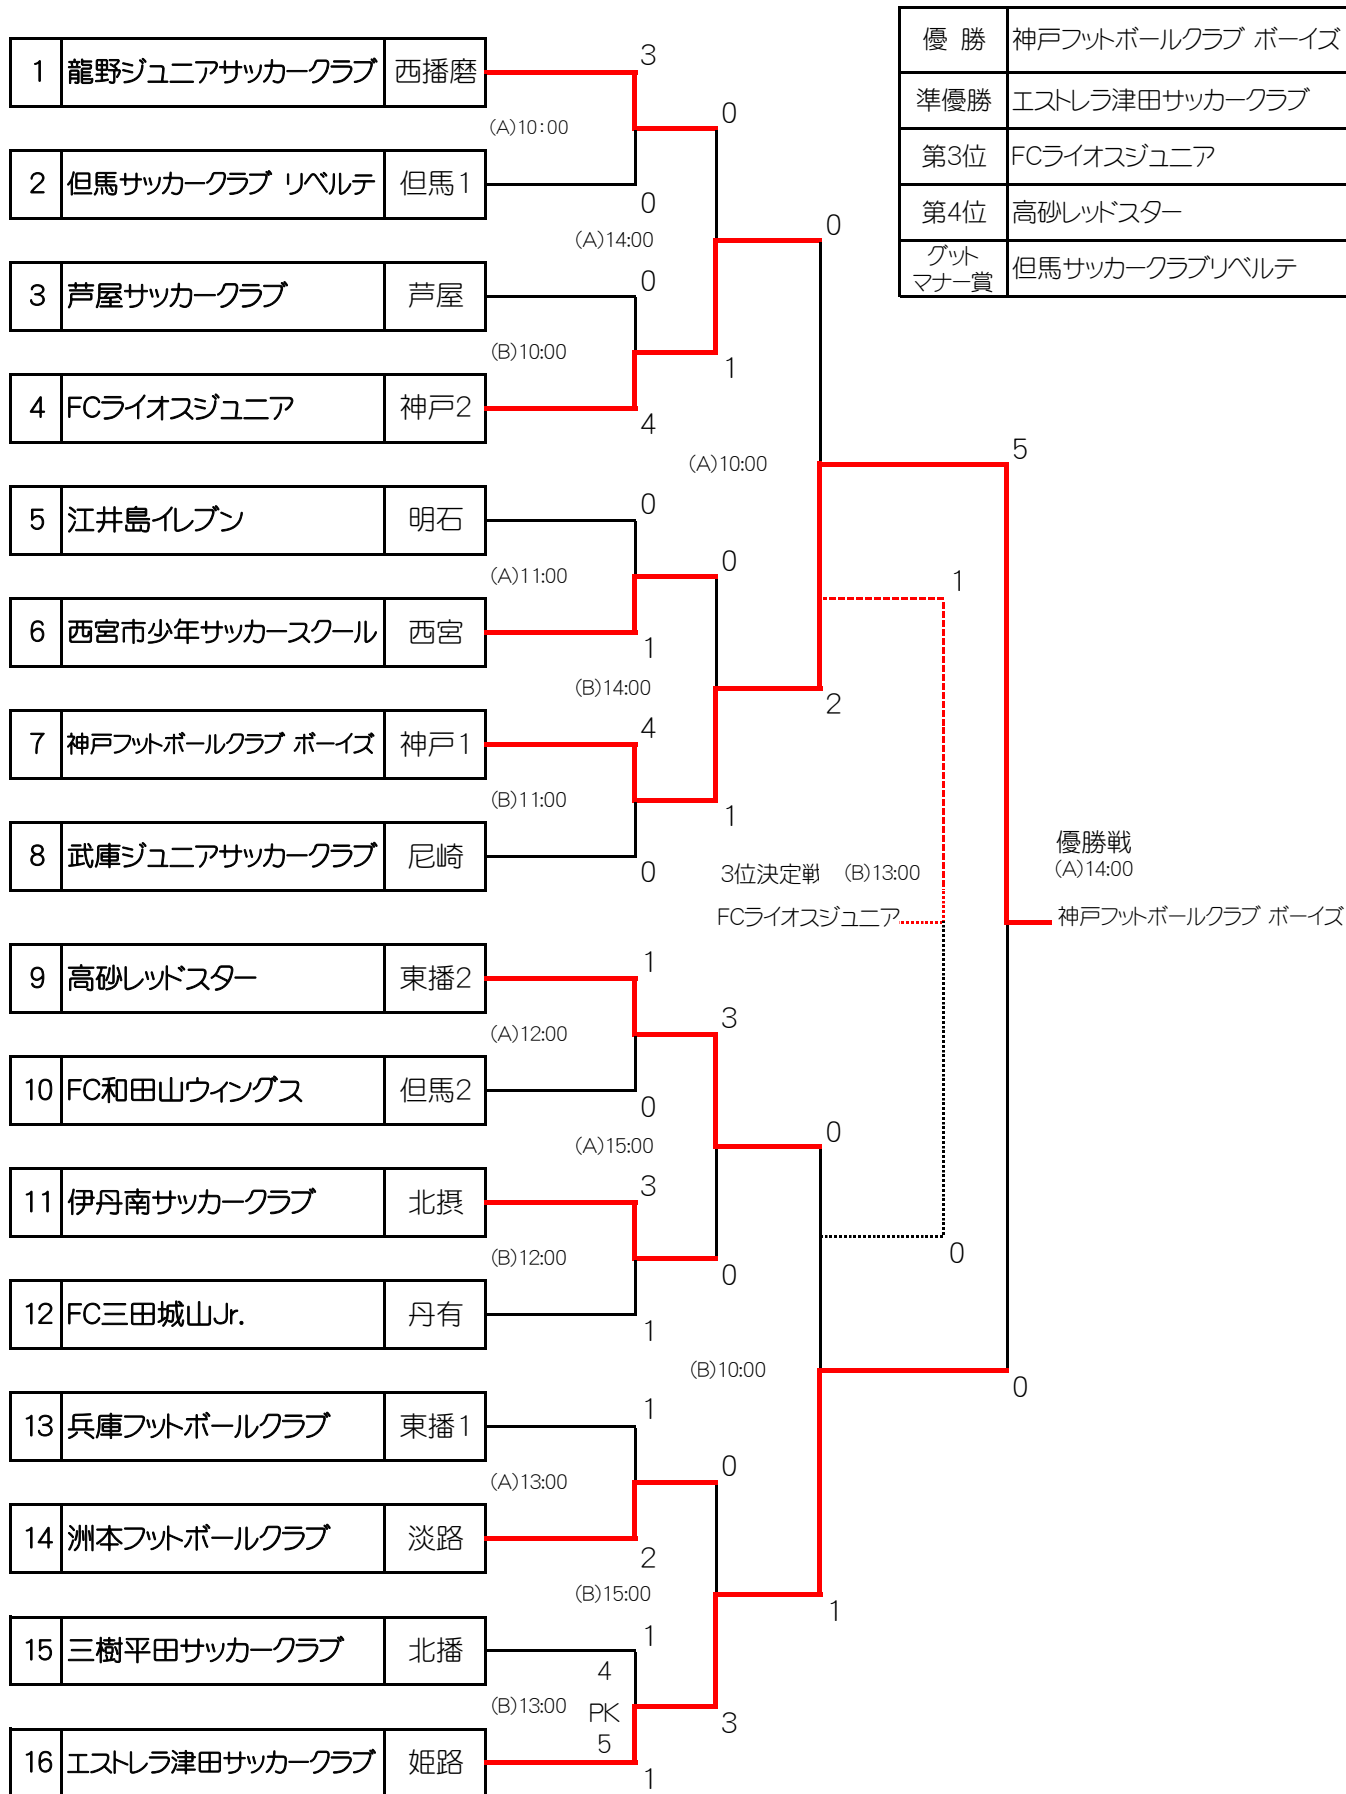 優 勝 神戸フットボールクラブ ボーイズ
準優勝 エストレラ津田サッカークラブ
第3位 FCライオスジュニア
第4位 高砂レッドスター
グット
マナー賞 但馬サッカークラブリベルテ
1 龍野ジュニアサッカークラブ 西播磨 3
(A)10:00 0
2 但馬サッカークラブ リベルテ 但馬1
0
(A)14:00 0
3 芦屋サッカークラブ 芦屋 0
(B)10:00 1
4 FCライオスジュニア 神戸2 4
(A)10:00 5
5 江井島イレブン 明石 0
(A)11:00 0
1
6 西宮市少年サッカースクール 西宮 1
(B)14:00 2
7 神戸フットボールクラブ ボーイズ 神戸1 4
(B)11:00 1
8 武庫ジュニアサッカークラブ 尼崎 0
優勝戦
(A)14:00
3位決定戦 (B)13:00
FCライオスジュニア 神戸フットボールクラブ ボーイズ
9 高砂レッドスター 東播2 1
(A)12:00 3
10 FC和田山ウィングス 但馬2 0
(A)15:00 0
11 伊丹南サッカークラブ 北摂 3
(B)12:00 0 0
12 FC三田城山Jr. 丹有 1
(B)10:00 0
13 兵庫フットボールクラブ 東播1 1
(A)13:00 0
14 洲本フットボールクラブ 淡路 2
(B)15:00 1
15 三樹平田サッカークラブ 北播 1
4
(B)13:00 PK 3
5
16 エストレラ津田サッカークラブ 姫路 1